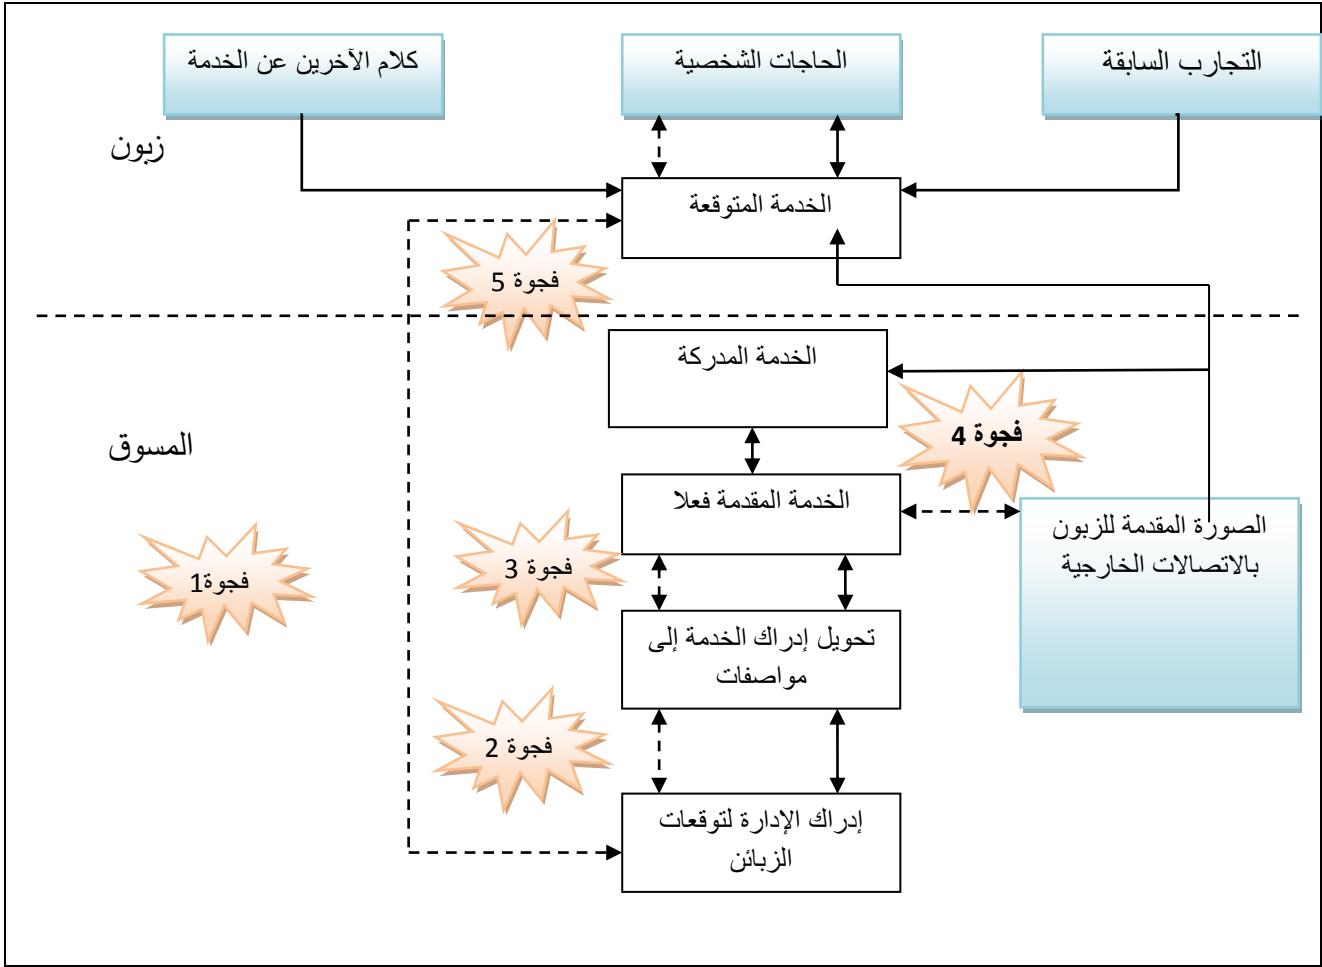 التجارب السابقة
الحاجات الشخصية
كلام الآخرين عن الخدمة
زبون
الخدمة المتوقعة
فجوة 5
الخدمة المدركة
فجوة 4
المسوق
الخدمة المقدمة فعلا
الصورة المقدمة للزبون
بالاتصالات الخارجية
فجوة 3
فجوة1
تحويل إدراك الخدمة إلى
مواصفات
فجوة 2
إدراك الإدارة لتوقعات
الزبائن